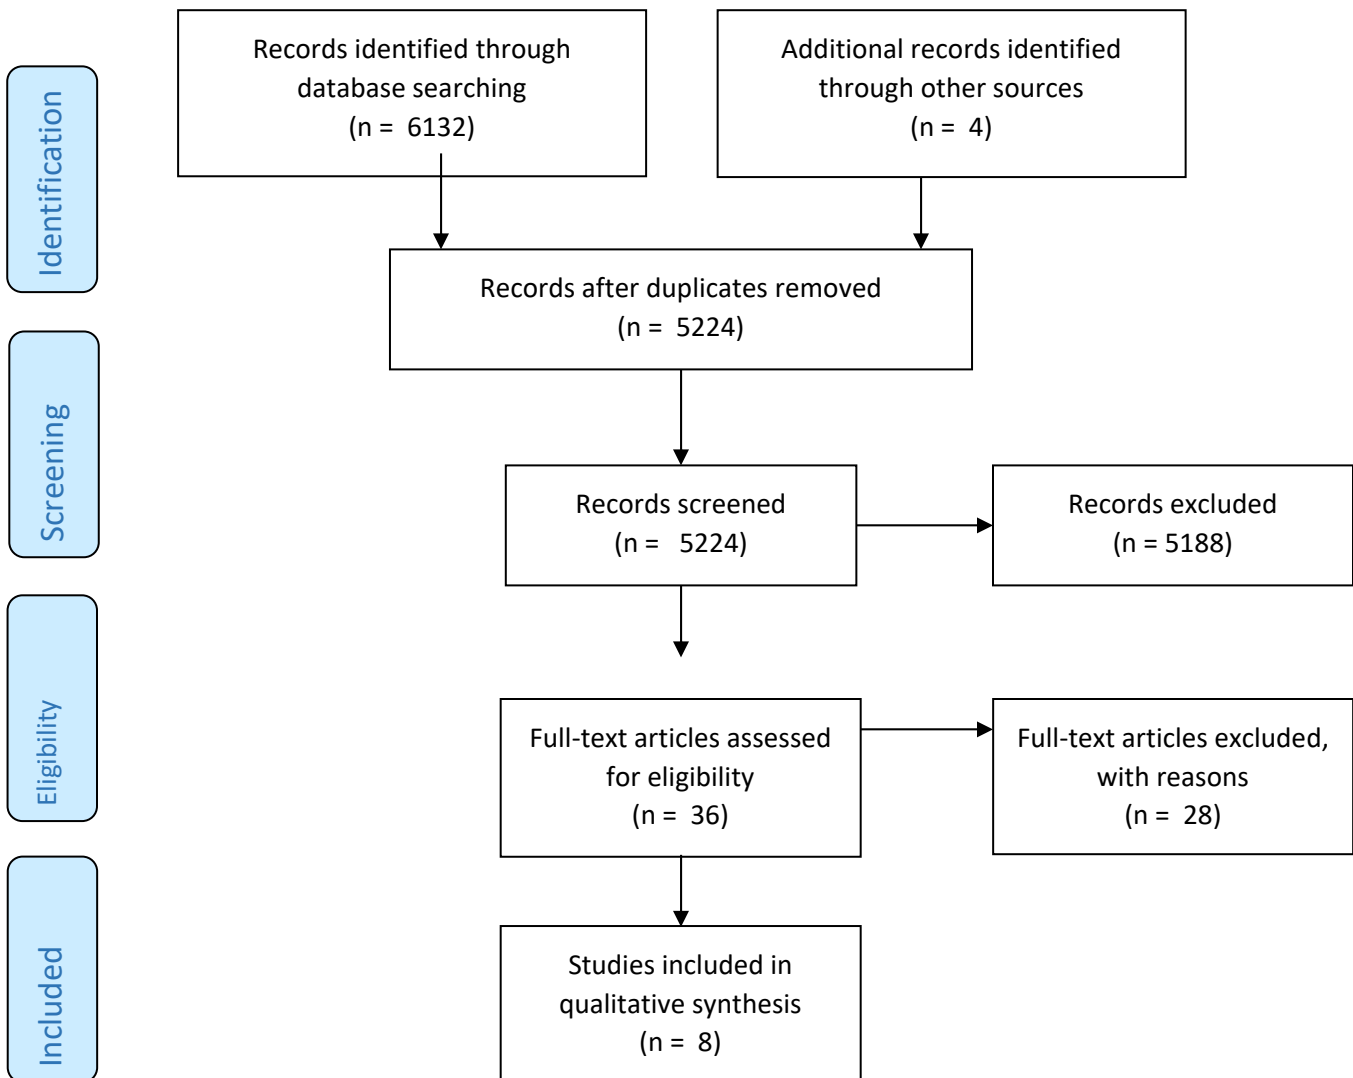 Records identified through
database searching
(n = 6132)
Additional records identified
through other sources
(n = 4)
Identification
Records after duplicates removed
(n = 5224)
Screening
Records screened
(n = 5224)
Records excluded
(n = 5188)
Eligibility
Full-text articles assessed
for eligibility
(n = 36)
Full-text articles excluded,
with reasons
(n = 28)
Included
Studies included in
qualitative synthesis
(n = 8)